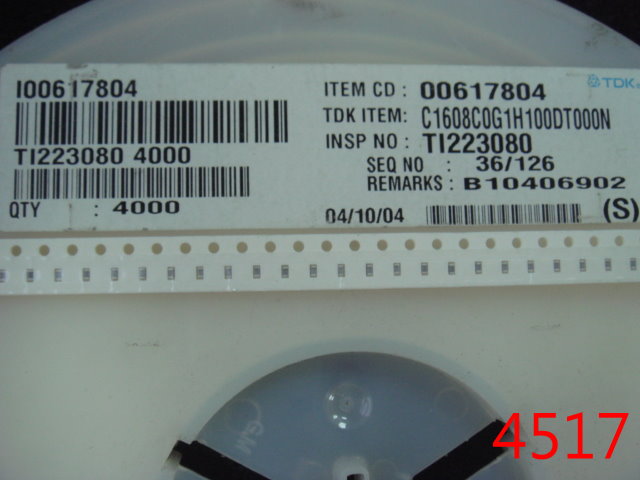 I00617804
TI223080 4000
QTY : 4000
ITEM CD : 00617804
TDK ITEM: C1608C0G1H100DT000N
INSP NO : TI223080
SEQ NO : 36/126
REMARKS : B10406902
04/10/04
(S)
TDK
GM
4517